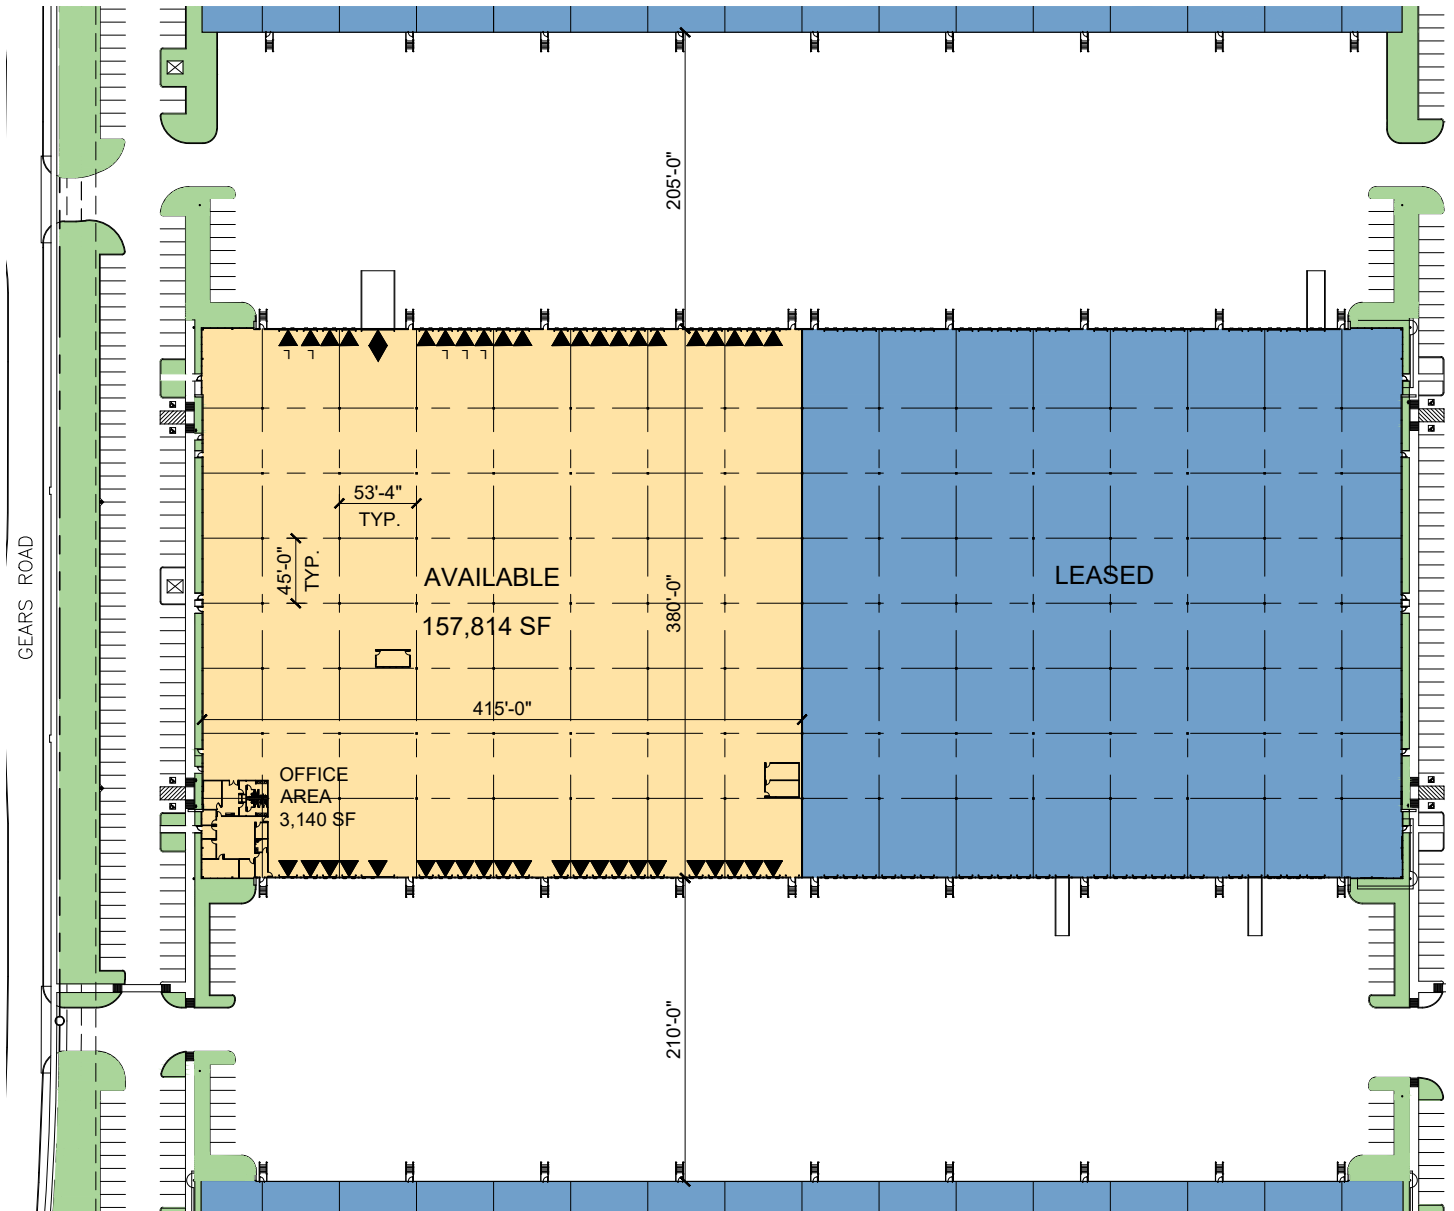 205'-0"
53'-4"
TYP.
45'-0"
TYP.
AVAILABLE
157,814 SF
380'-0"
LEASED
GEARS ROAD
415'-0"
OFFICE
AREA
3,140 SF
210'-0"